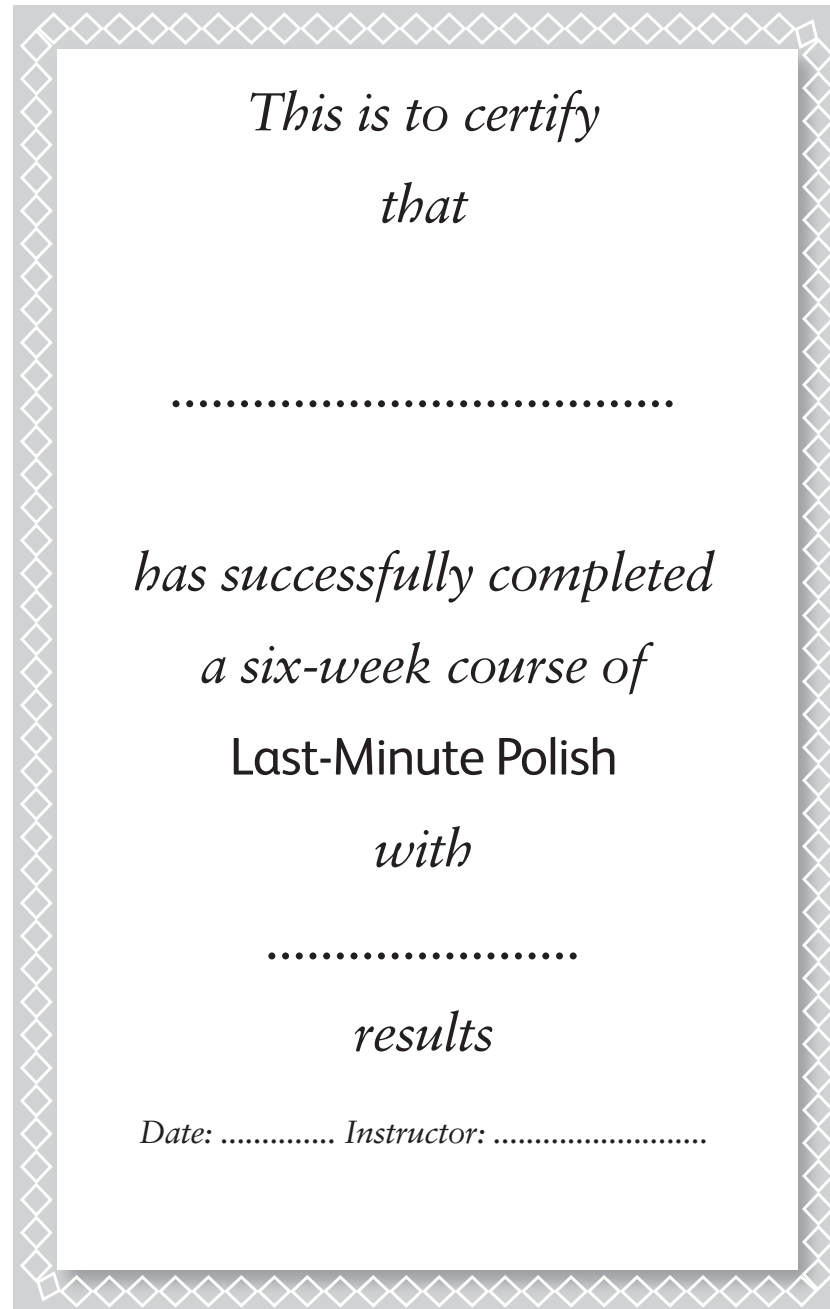 This is to certify
that
.....................................
has successfully completed
a six-week course of
Last-Minute Polish
with
.......................
results
Date: .............. Instructor: ..........................